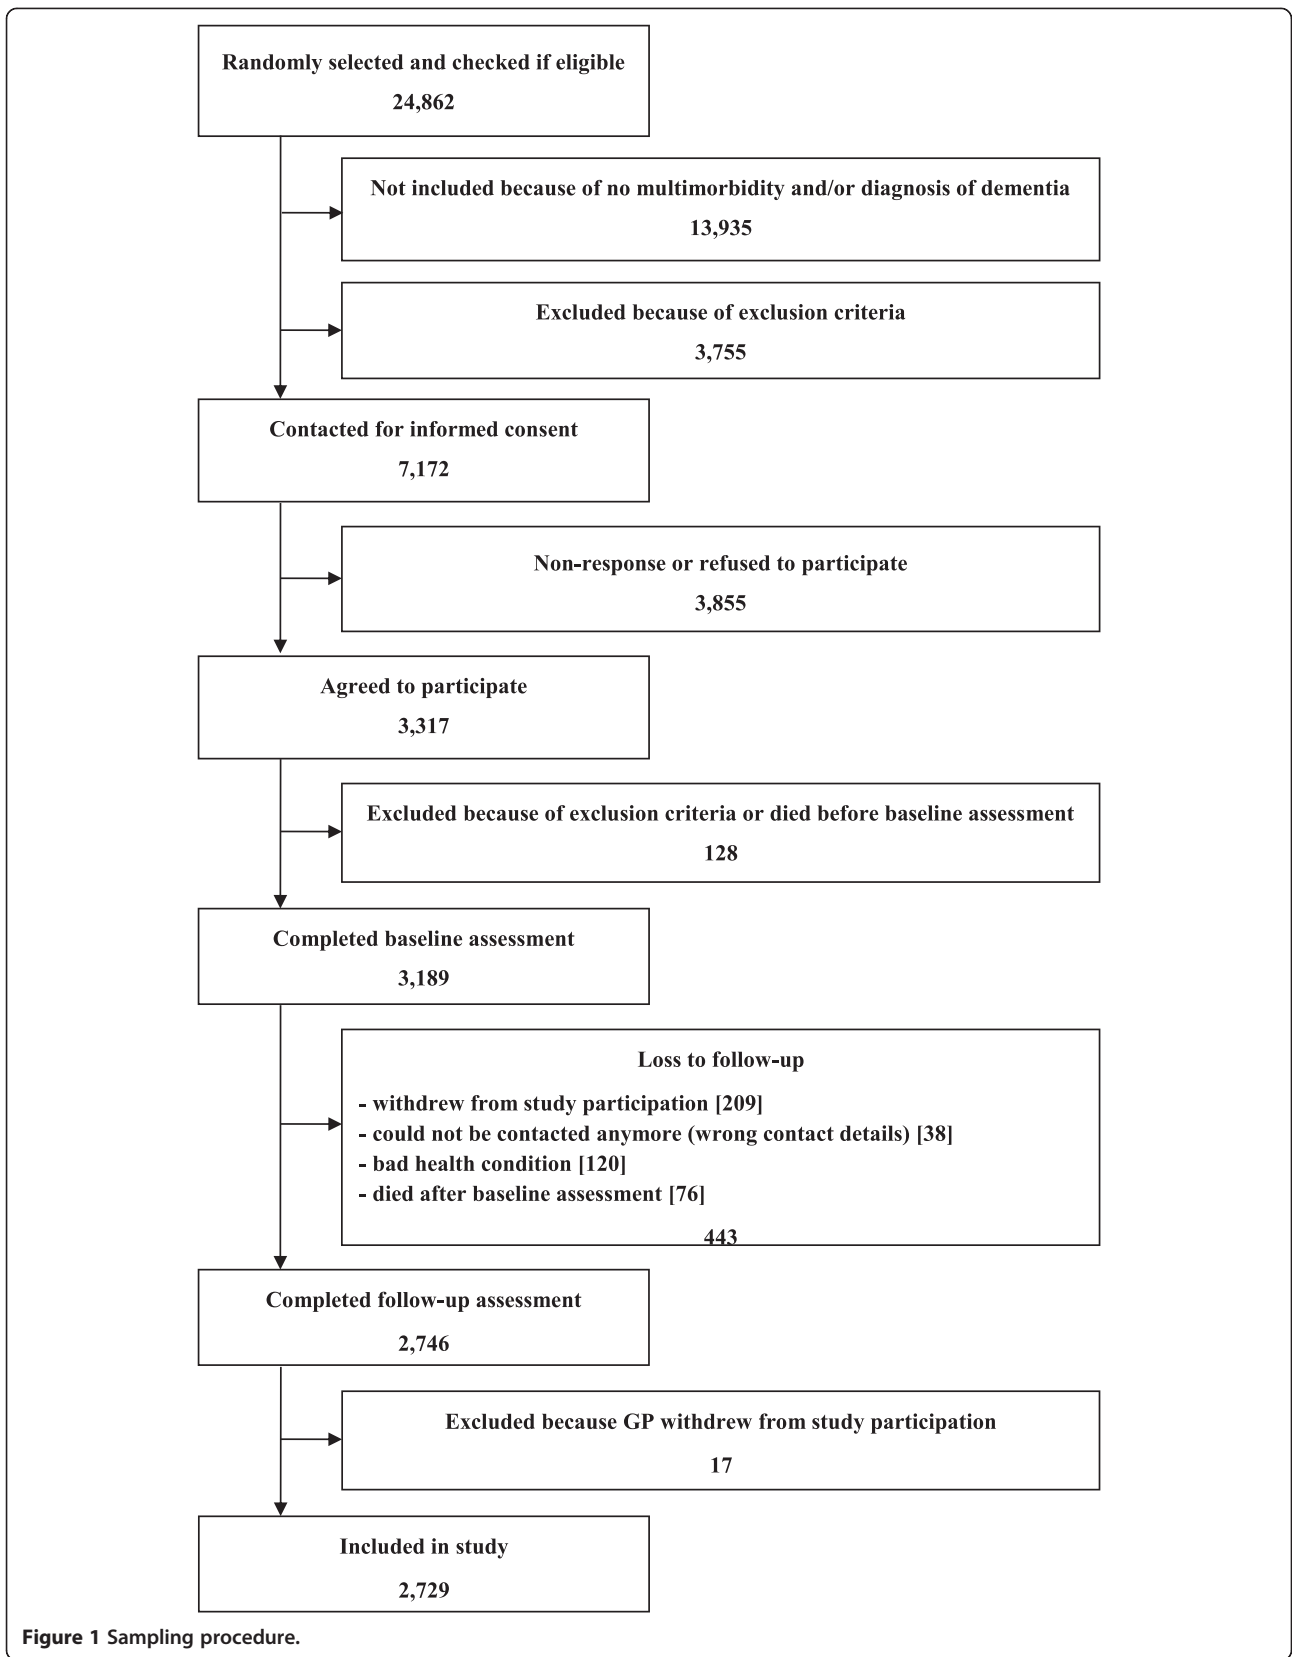 Randomly selected and checked if eligible
24,862
Not included because of no multimorbidity and/or diagnosis of dementia
13,935
Excluded because of exclusion criteria
3,755
Contacted for informed consent
7,172
Non-response or refused to participate
3,855
Agreed to participate
3,317
Excluded because of exclusion criteria or died before baseline assessment
128
Completed baseline assessment
3,189
Loss to follow-up
- withdrew from study participation [209]
- could not be contacted anymore (wrong contact details) [38]
- bad health condition [120]
- died after baseline assessment [76]
443
Completed follow-up assessment
2,746
Excluded because GP withdrew from study participation
17
Included in study
2,729
Figure 1 Sampling procedure.